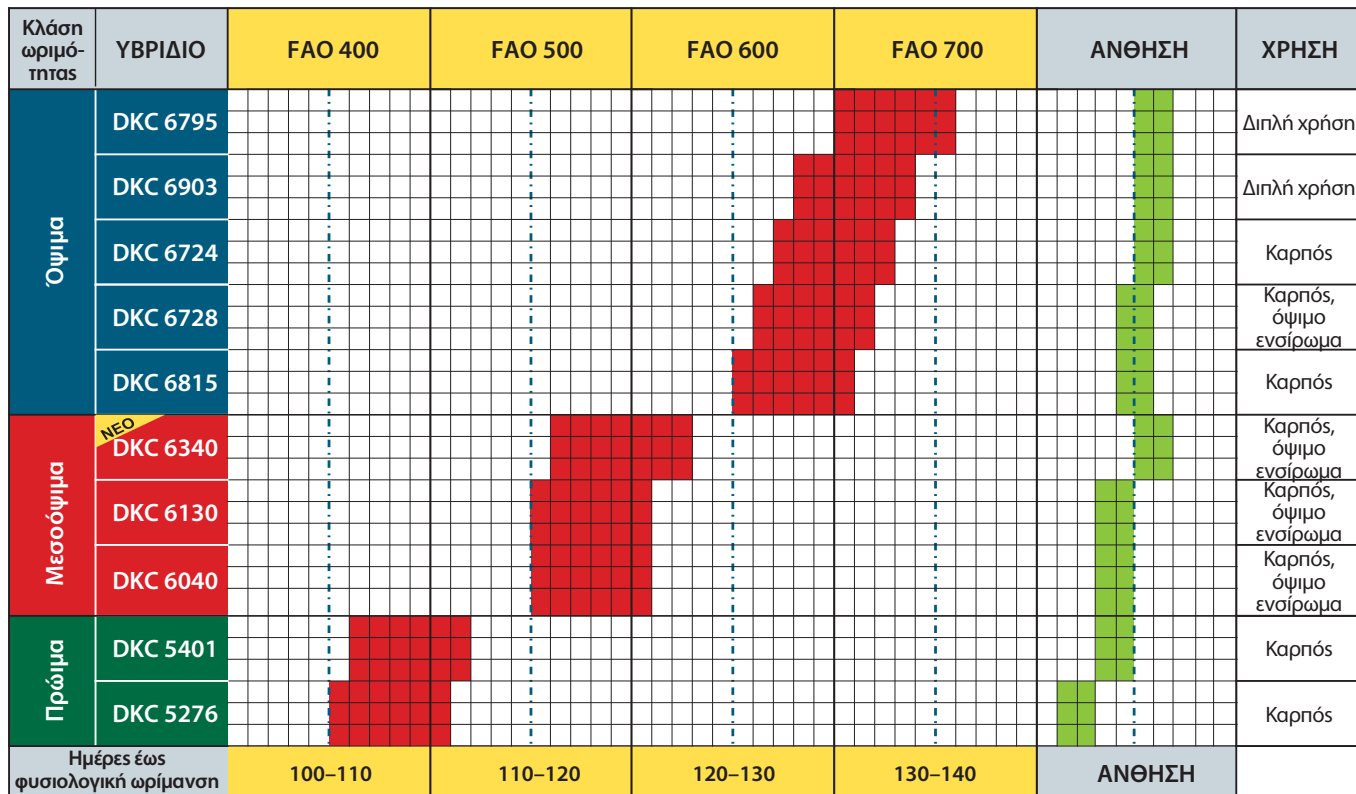 Κλάση
ωριμό-
τητας
ΥΒΡΙΔΙΟ
FAO 400
FAO 500
FAO 600
FAO 700
ΑΝΘΗΣΗ
ΧΡΗΣΗ
Όψιμα
DKC 6795
Διπλή χρήση
DKC 6903
Διπλή χρήση
DKC 6724
Καρπός
DKC 6728
Καρπός,
όψιμο
ενσίρωμα
DKC 6815
Καρπός
Μεσοόψιμα
ΝΕΟ
DKC 6340
Καρπός,
όψιμο
ενσίρωμα
DKC 6130
Καρπός,
όψιμο
ενσίρωμα
DKC 6040
Καρπός,
όψιμο
ενσίρωμα
Πρώιμα
DKC 5401
Καρπός
DKC 5276
Καρπός
Ημέρες έως
φυσιολογική ωρίμανση
100–110
110–120
120–130
130–140
ΑΝΘΗΣΗ